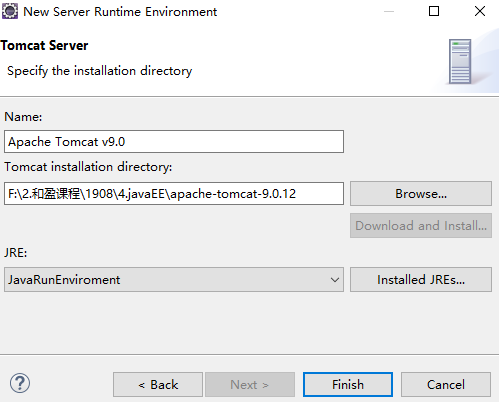 New Server Runtime Environment
Tomcat Server
Specify the installation directory
Name:
Apache Tomcat v9.0
Tomcat installation directory:
F:\2.和盈课程\1908\4.javaEE\apache-tomcat-9.0.12
Browse...
Download and Install...
JRE:
JavaRunEnviroment
Installed JREs...
?
< Back
Next >
Finish
Cancel